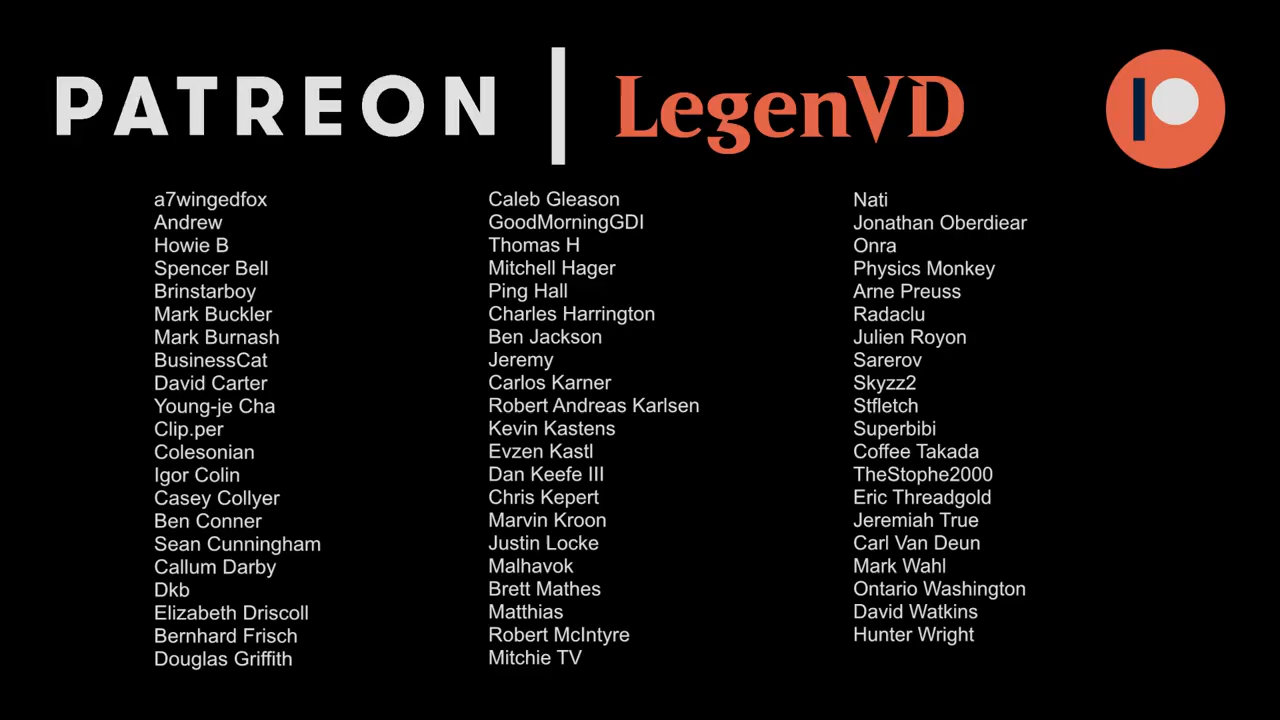 PATREON | LegenVD
a7wingedfox
Andrew
Howie B
Spencer Bell
Brinstarboy
Mark Buckler
Mark Burnash
BusinessCat
David Carter
Young-je Cha
Clip.per
Colesonian
Igor Colin
Casey Collyer
Ben Conner
Sean Cunningham
Callum Darby
Dkb
Elizabeth Driscoll
Bernhard Frisch
Douglas Griffith
Caleb Gleason
GoodMorningGDI
Thomas H
Mitchell Hager
Ping Hall
Charles Harrington
Ben Jackson
Jeremy
Carlos Karner
Robert Andreas Karlsen
Kevin Kastens
Evzen Kastl
Dan Keefe III
Chris Kepert
Marvin Kroon
Justin Locke
Malhavok
Brett Mathes
Matthias
Robert McIntyre
Mitchie TV
Nati
Jonathan Oberdiear
Onra
Physics Monkey
Arne Preuss
Radaclu
Julien Royon
Sarerov
Skyzz2
Stfletch
Superbibi
Coffee Takada
TheStophe2000
Eric Threadgold
Jeremiah True
Carl Van Deun
Mark Wahl
Ontario Washington
David Watkins
Hunter Wright